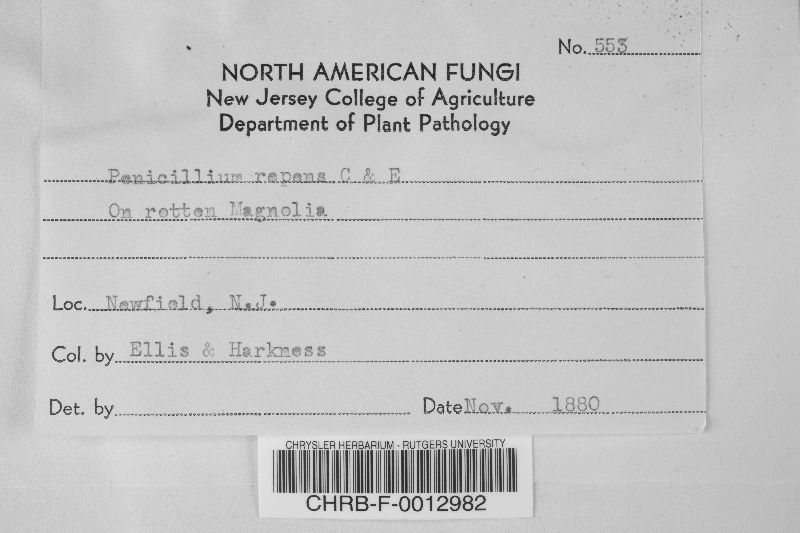 No. 553
NORTH AMERICAN FUNGI
New Jersey College of Agriculture
Department of Plant Pathology
Penicillium repens C & E
On rotten Magnolia
Loc. Newfield, N.J.
Col. by Ellis & Harkness
Det. by
Date Nov. 1880
CHRYSLER HERBARIUM - RUTGERS UNIVERSITY
CHRB-F-0012982